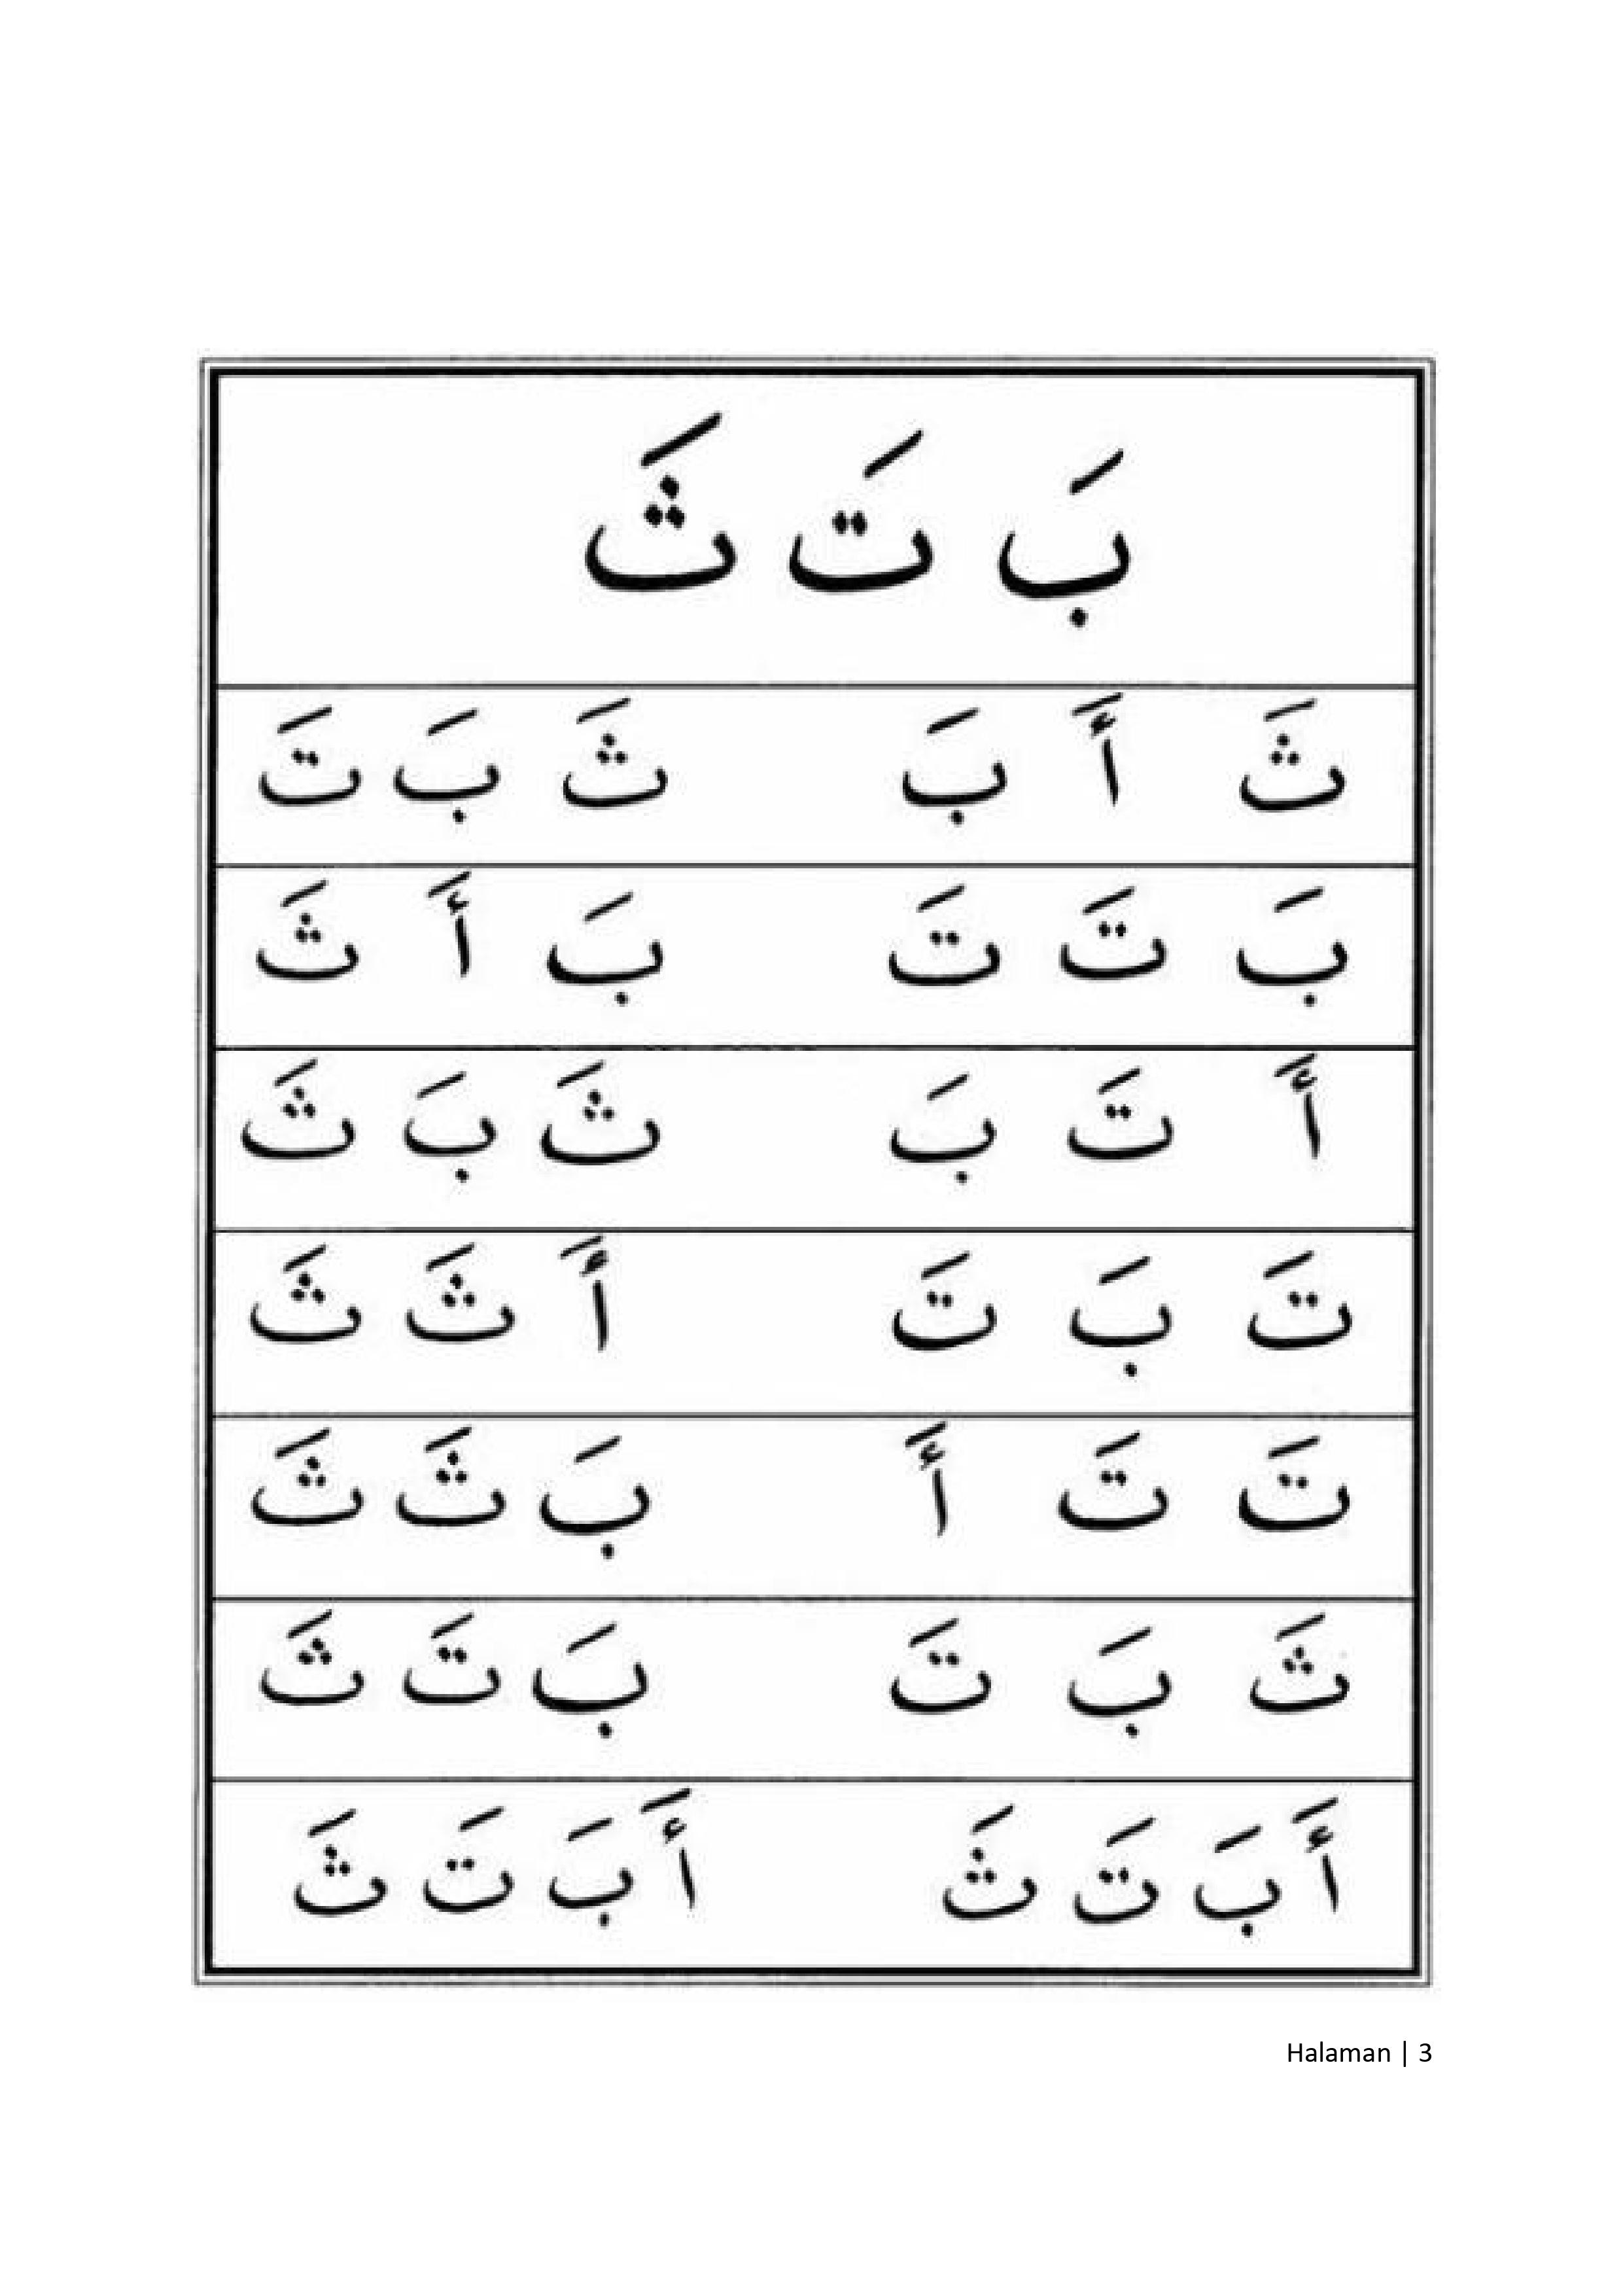 بَ تَ ثَ
ثَ أَ بَ ثَ بَ تَ
بَ تَ تَ بَ أَ ثَ
أَ تَ بَ ثَ بَ ثَ
تَ بَ تَ أَ ثَ ثَ
تَ تَ أَ بَ ثَ ثَ
ثَ بَ تَ بَ تَ ثَ
أَ بَ تَ ثَ أَ بَ تَ ثَ
Halaman | 3